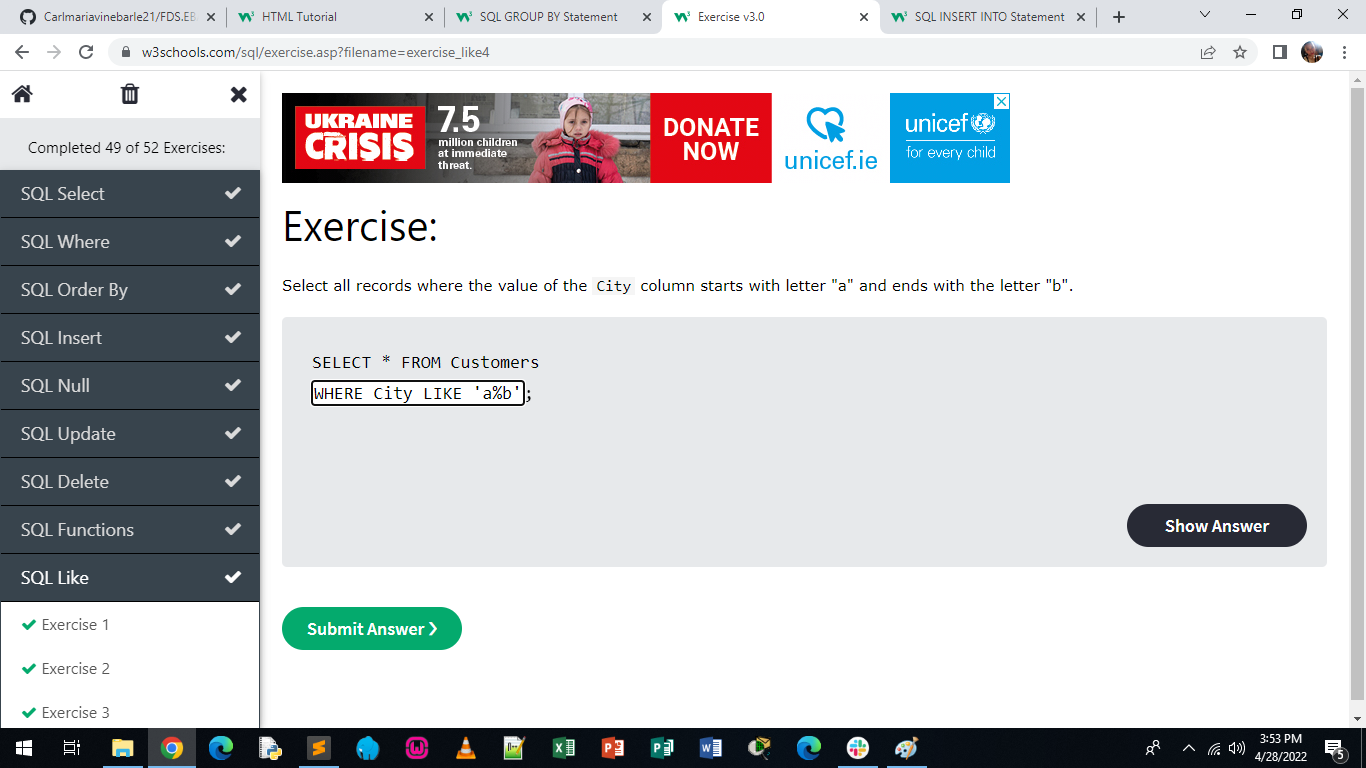 Carlmariavinebarle21/FDS.EB
HTML Tutorial
SQL GROUP BY Statement
Exercise v3.0
SQL INSERT INTO Statement
w3schools.com/sql/exercise.asp?filename=exercise_like4
Completed 49 of 52 Exercises:
SQL Select
SQL Where
SQL Order By
SQL Insert
SQL Null
SQL Update
SQL Delete
SQL Functions
SQL Like
Exercise 1
Exercise 2
Exercise 3
UKRAINE
CRISIS
7.5
million children
at immediate
threat.
DONATE
NOW
unicef.ie
unicef
for every child
Exercise:
Select all records where the value of the City column starts with letter "a" and ends with the letter "b".
SELECT * FROM Customers
WHERE City LIKE 'a%b';
Show Answer
Submit Answer ❯
3:53 PM
4/28/2022
5